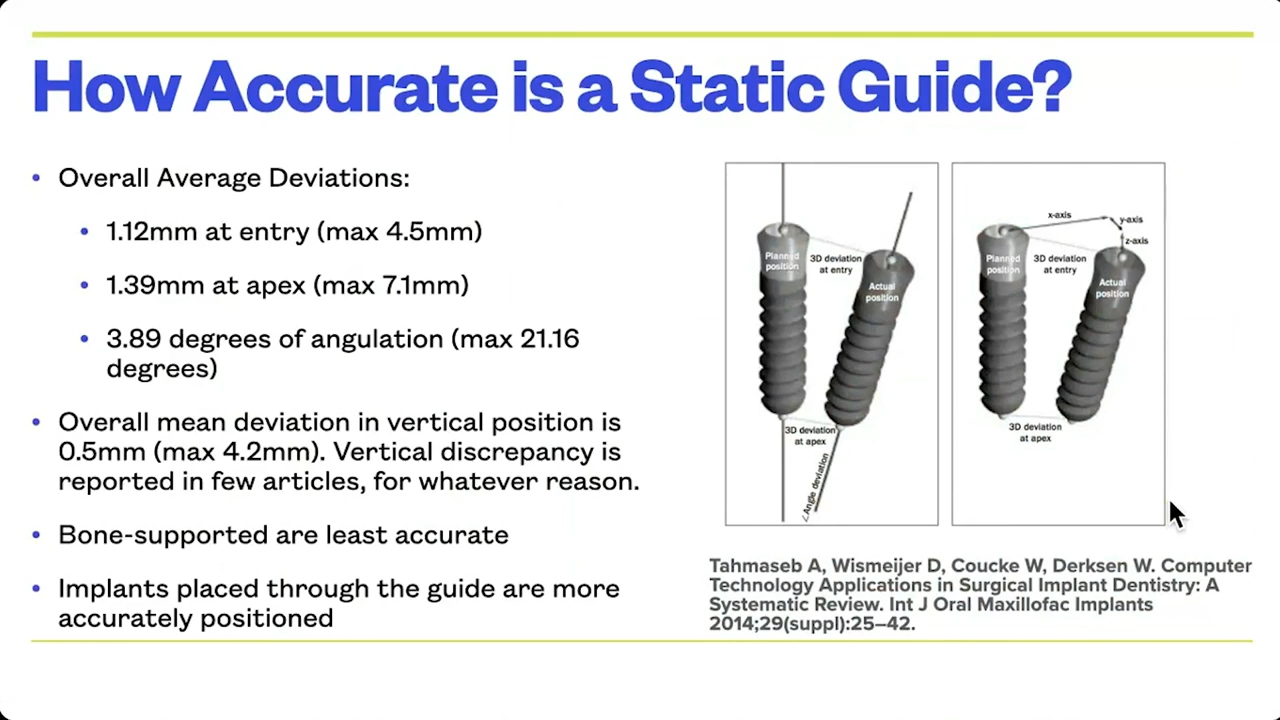 How Accurate is a Static Guide?
• Overall Average Deviations:
• 1.12mm at entry (max 4.5mm)
• 1.39mm at apex (max 7.1mm)
• 3.89 degrees of angulation (max 21.16
degrees)
• Overall mean deviation in vertical position is
0.5mm (max 4.2mm). Vertical discrepancy is
reported in few articles, for whatever reason.
• Bone-supported are least accurate
• Implants placed through the guide are more
accurately positioned
Planned
position
3D deviation
at entry
Actual
position
3D deviation
at apex
∠Angle deviation
x-axis
y-axis
z-axis
Planned
position
3D deviation
at entry
Actual
position
3D deviation
at apex
Tahmaseb A, Wismeijer D, Coucke W, Derksen W. Computer
Technology Applications in Surgical Implant Dentistry: A
Systematic Review. Int J Oral Maxillofac Implants
2014;29(suppl):25–42.